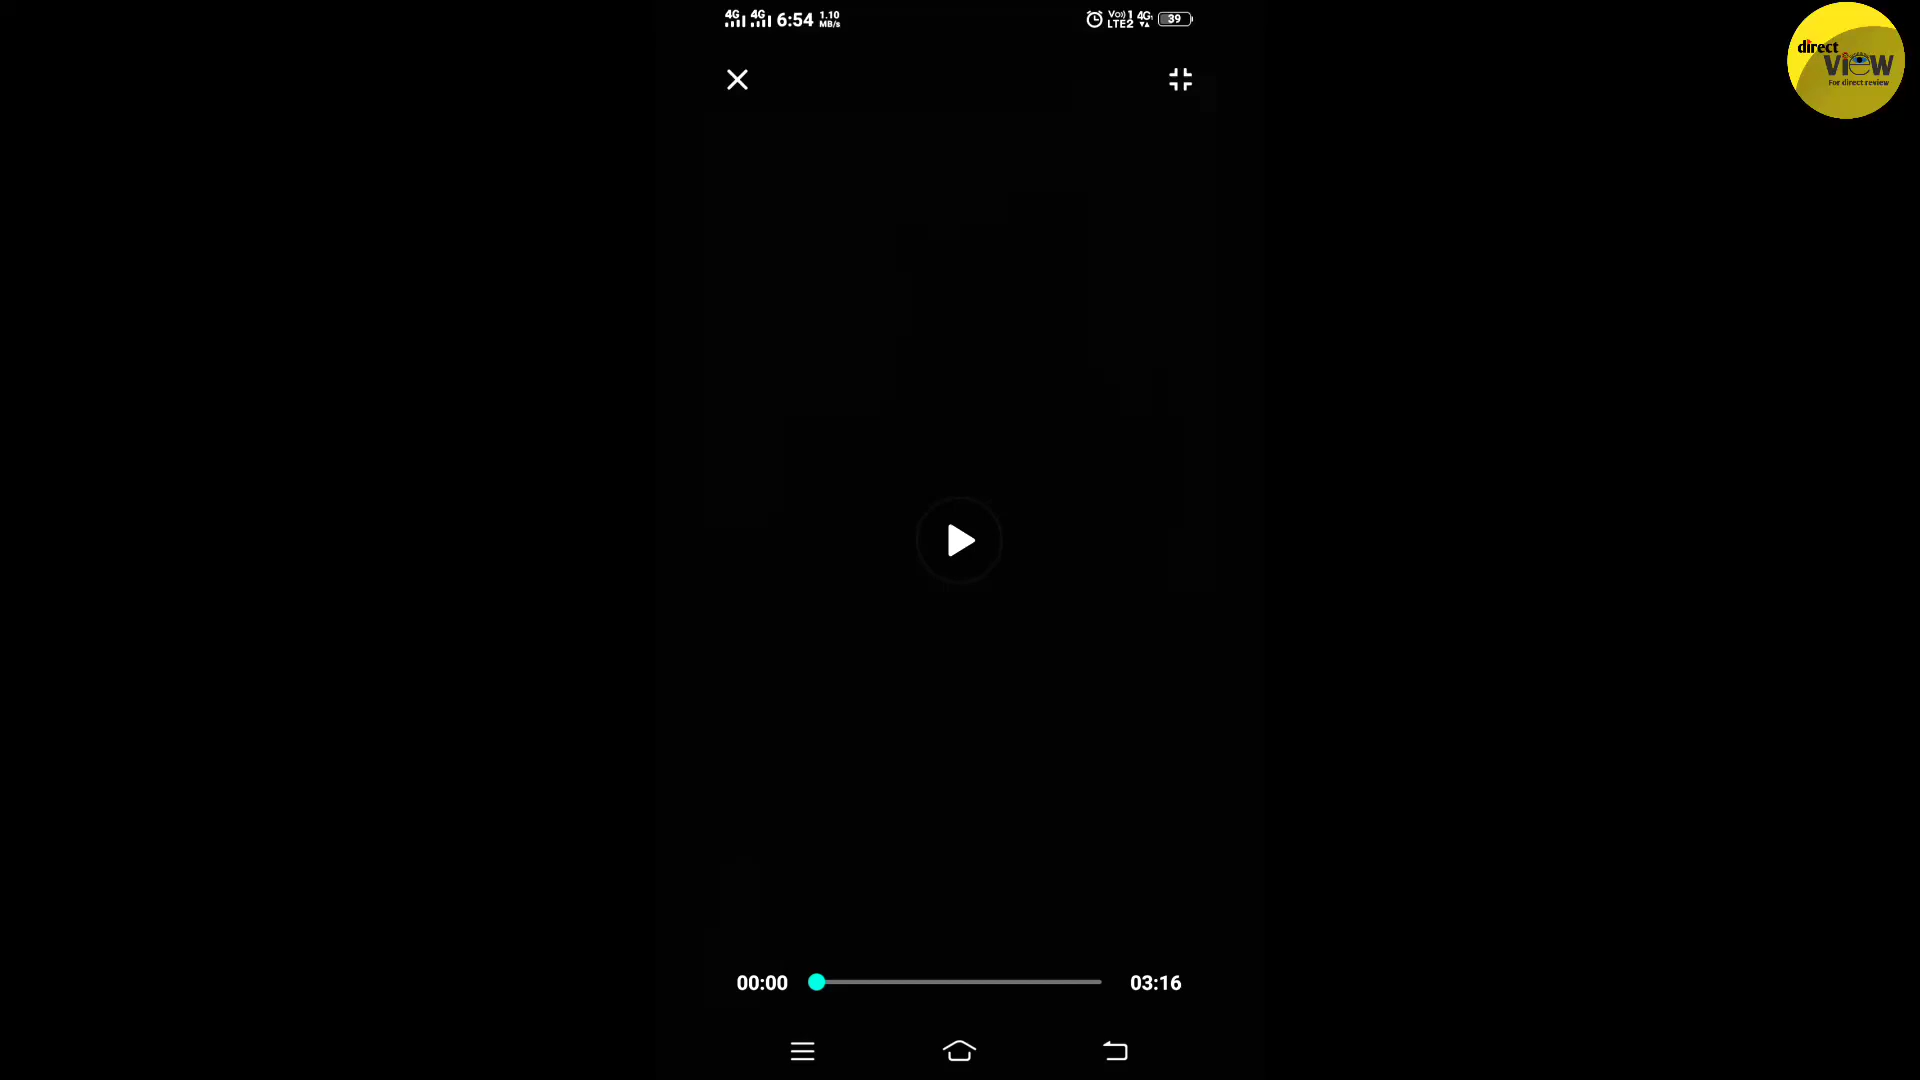 4G 4G 6:54 1.10 MB/s
Vo)) 1 LTE2 4G 39
direct
VIEW
For direct review
00:00 03:16